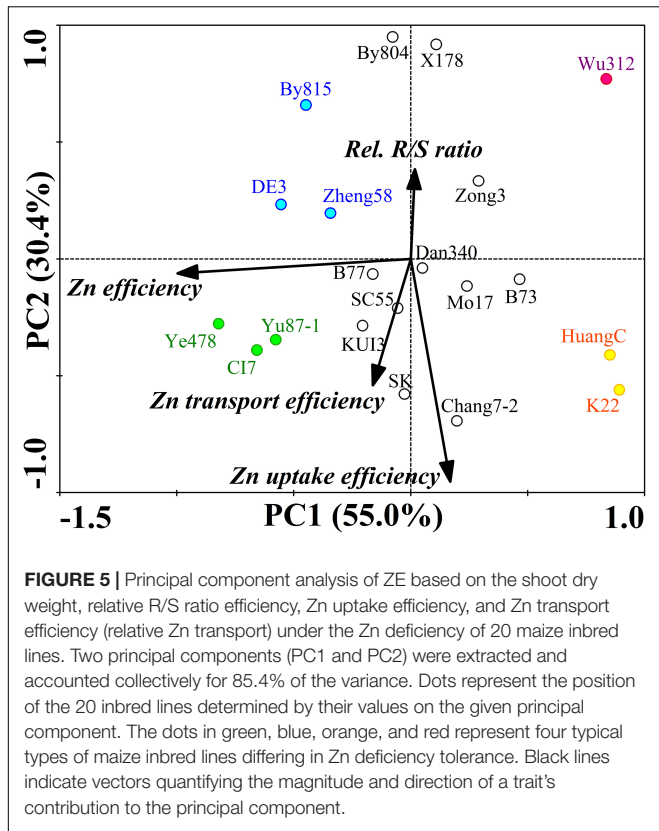 1.0
By804
X178
Wu312
By815
Rel. R/S ratio
DE3
Zheng58
Zong3
PC2 (30.4%)
Dan340
B77
Zn efficiency
SC55
Mo17
B73
Ye478
Yu87-1
KUI3
HuangC
CI7
SK
Zn transport efficiency
Chang7-2
K22
Zn uptake efficiency
-1.0
-1.5
PC1 (55.0%)
1.0
FIGURE 5 | Principal component analysis of ZE based on the shoot dry
weight, relative R/S ratio efficiency, Zn uptake efficiency, and Zn transport
efficiency (relative Zn transport) under the Zn deficiency of 20 maize inbred
lines. Two principal components (PC1 and PC2) were extracted and
accounted collectively for 85.4% of the variance. Dots represent the position
of the 20 inbred lines determined by their values on the given principal
component. The dots in green, blue, orange, and red represent four typical
types of maize inbred lines differing in Zn deficiency tolerance. Black lines
indicate vectors quantifying the magnitude and direction of a trait's
contribution to the principal component.